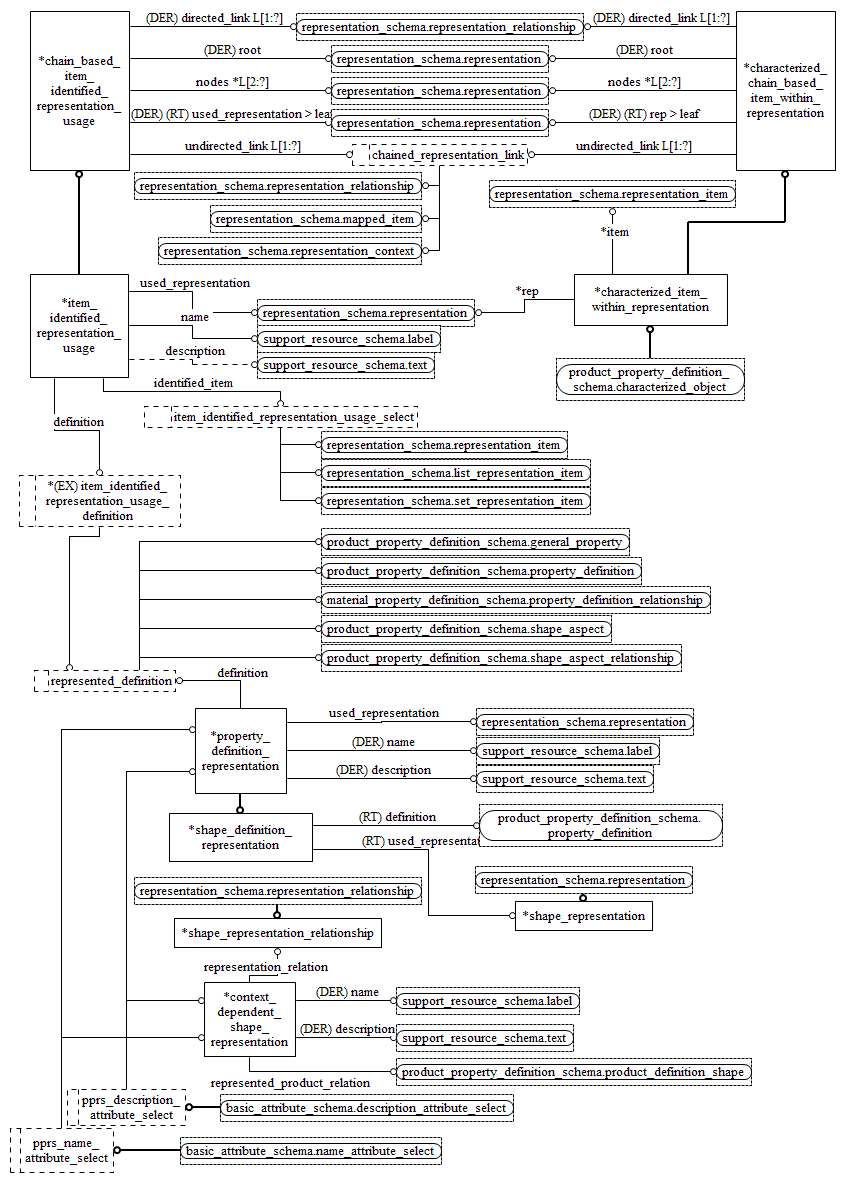 (DER) directed_link L[1:?]
representation_schema.representation_relationship
(DER) directed_link L[1:?]
*chain_based_
item_
identified_
representation_
usage
(DER) root
representation_schema.representation
(DER) root
*characterized_
chain_based_
item_within_
representation
nodes *L[2:?]
representation_schema.representation
nodes *L[2:?]
(DER) (RT) used_representation > leaf
representation_schema.representation
(DER) (RT) rep > leaf
undirected_link L[1:?]
chained_representation_link
undirected_link L[1:?]
representation_schema.representation_relationship
representation_schema.representation_item
representation_schema.mapped_item
*item
representation_schema.representation_context
used_representation
*item_
identified_
representation_
usage
*rep
*characterized_item_
within_representation
name
representation_schema.representation
support_resource_schema.label
description
support_resource_schema.text
product_property_definition_
schema.characterized_object
identified_item
definition
item_identified_representation_usage_select
representation_schema.representation_item
representation_schema.list_representation_item
*(EX) item_identified_
representation_usage_
definition
representation_schema.set_representation_item
product_property_definition_schema.general_property
product_property_definition_schema.property_definition
material_property_definition_schema.property_definition_relationship
product_property_definition_schema.shape_aspect
product_property_definition_schema.shape_aspect_relationship
represented_definition
definition
*property_
definition_
representation
used_representation
representation_schema.representation
(DER) name
support_resource_schema.label
(DER) description
support_resource_schema.text
*shape_definition_
representation
(RT) definition
product_property_definition_schema.
property_definition
(RT) used_representat
representation_schema.representation_relationship
representation_schema.representation
*shape_representation
*shape_representation_relationship
representation_relation
*context_
dependent_
shape_
representation
(DER) name
support_resource_schema.label
(DER) description
support_resource_schema.text
product_property_definition_schema.product_definition_shape
represented_product_relation
pprs_description_
attribute_select
basic_attribute_schema.description_attribute_select
pprs_name_
attribute_select
basic_attribute_schema.name_attribute_select